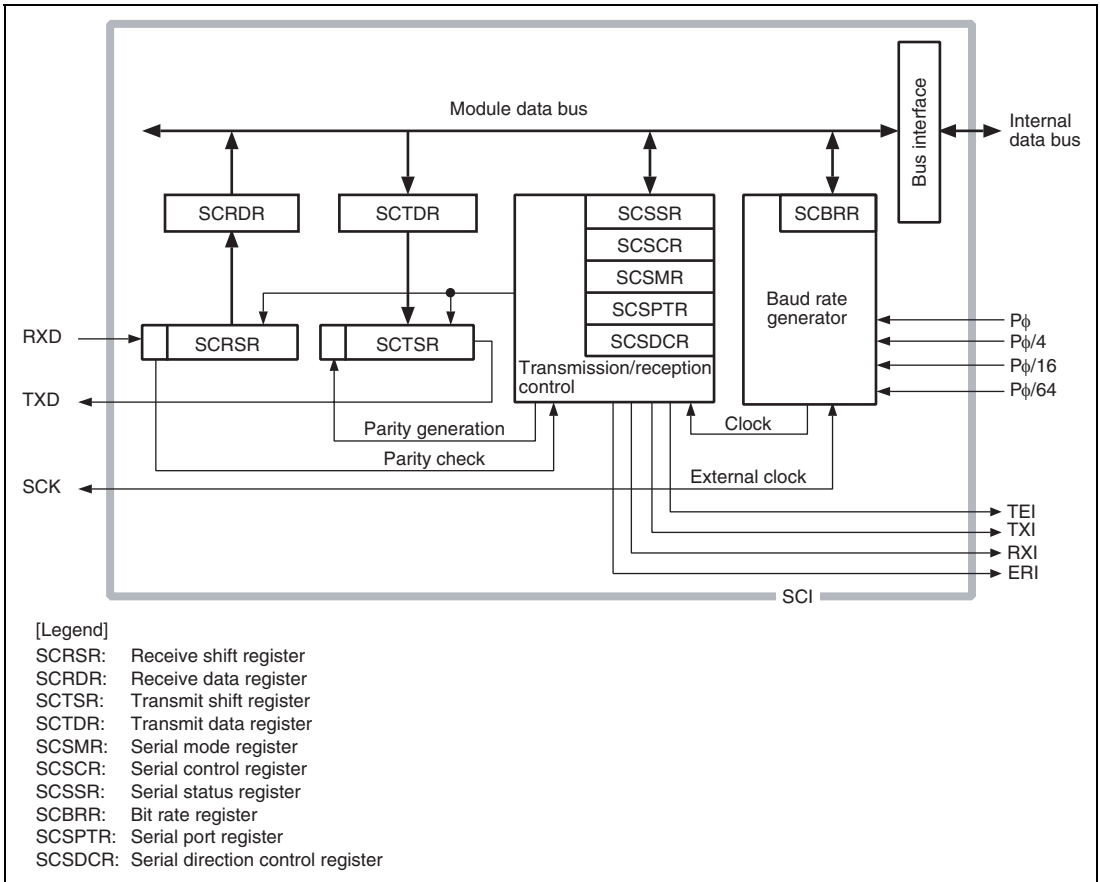 Module data bus
Bus interface
Internal
data bus
SCRDR
SCTDR
SCSSR
SCBRR
SCSCR
SCSMR
SCSPTR
SCSDCR
Baud rate
generator
RXD
SCRSR
SCTSR
Transmission/reception
control
Pϕ
Pϕ/4
Pϕ/16
Pϕ/64
TXD
Parity generation
Clock
Parity check
SCK
External clock
TEI
TXI
RXI
ERI
SCI
[Legend]
SCRSR: Receive shift register
SCRDR: Receive data register
SCTSR: Transmit shift register
SCTDR: Transmit data register
SCSMR: Serial mode register
SCSCR: Serial control register
SCSSR: Serial status register
SCBRR: Bit rate register
SCSPTR: Serial port register
SCSDCR: Serial direction control register